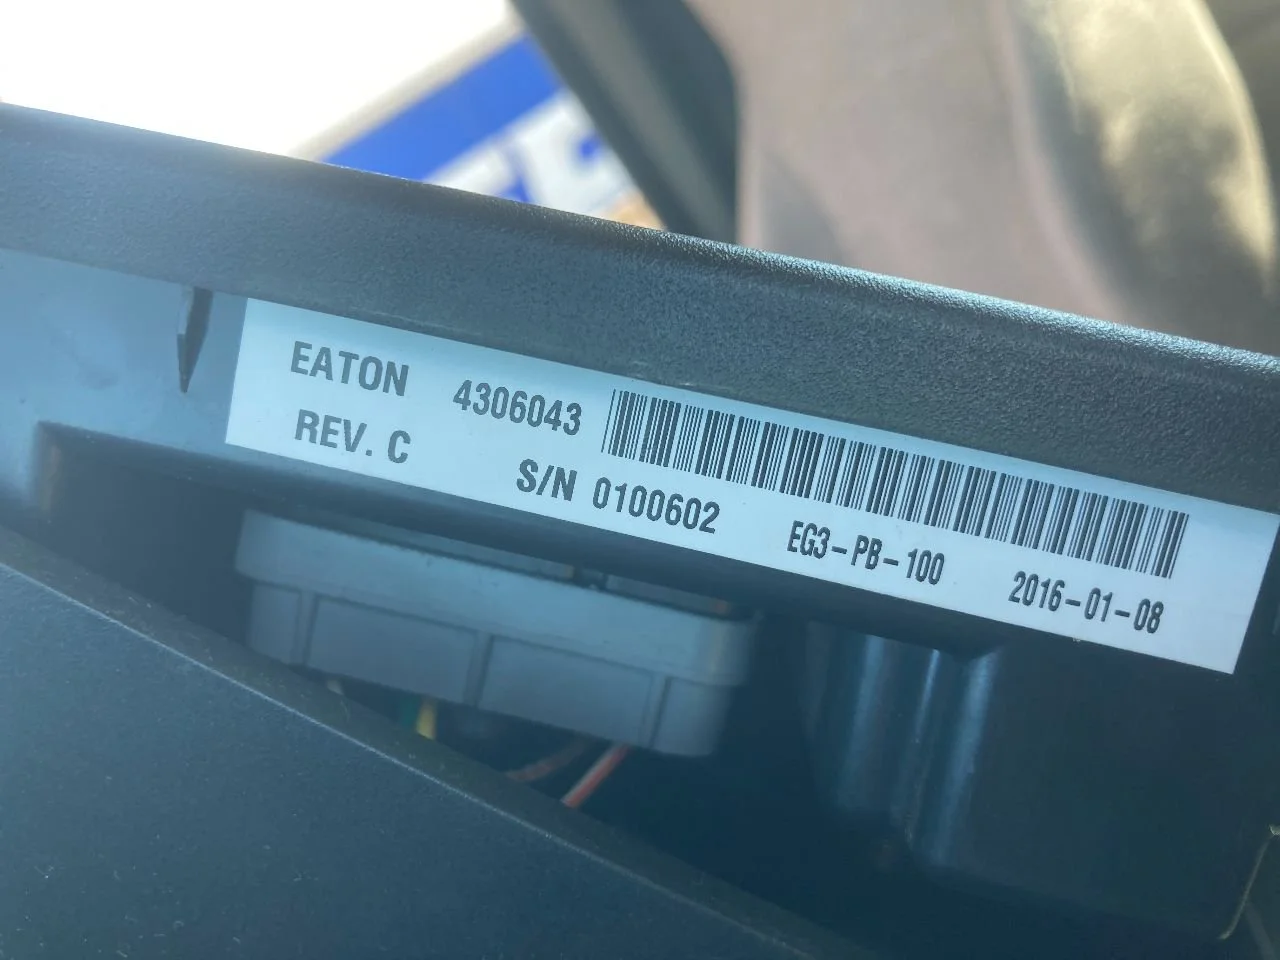 EATON 4306043
REV. C S/N 0100602 EG3-PB-100 2016-01-08